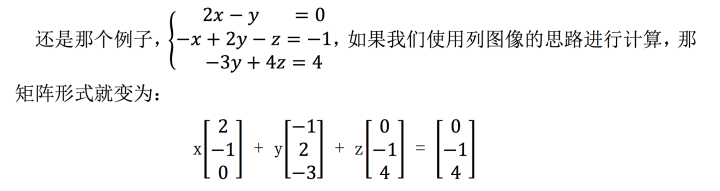 2x − y = 0
还是那个例子，{−x + 2y − z = −1，如果我们使用列图像的思路进行计算，那
−3y + 4z = 4
矩阵形式就变为：
x[2 −1 0] + y[−1 2 −3] + z[0 −1 4] = [0 −1 4]